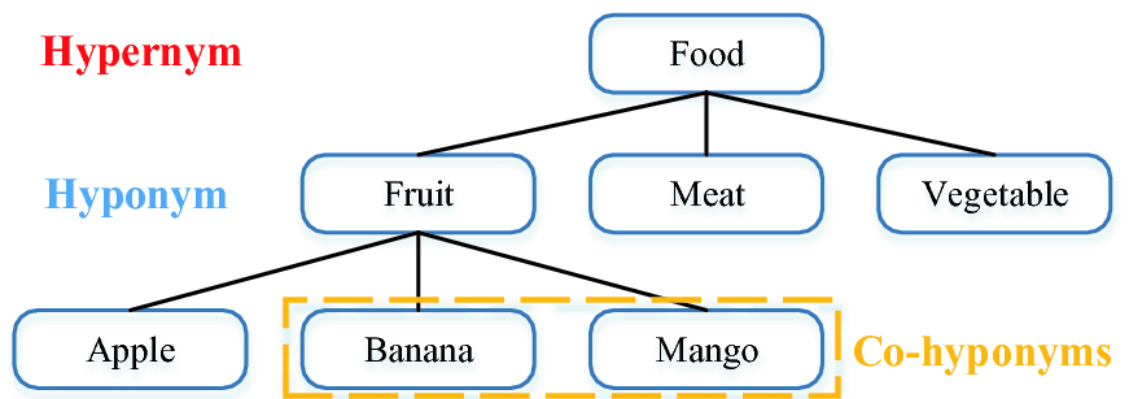 Hypernym
Food
Hyponym
Fruit
Meat
Vegetable
Apple
Banana
Mango
Co-hyponyms